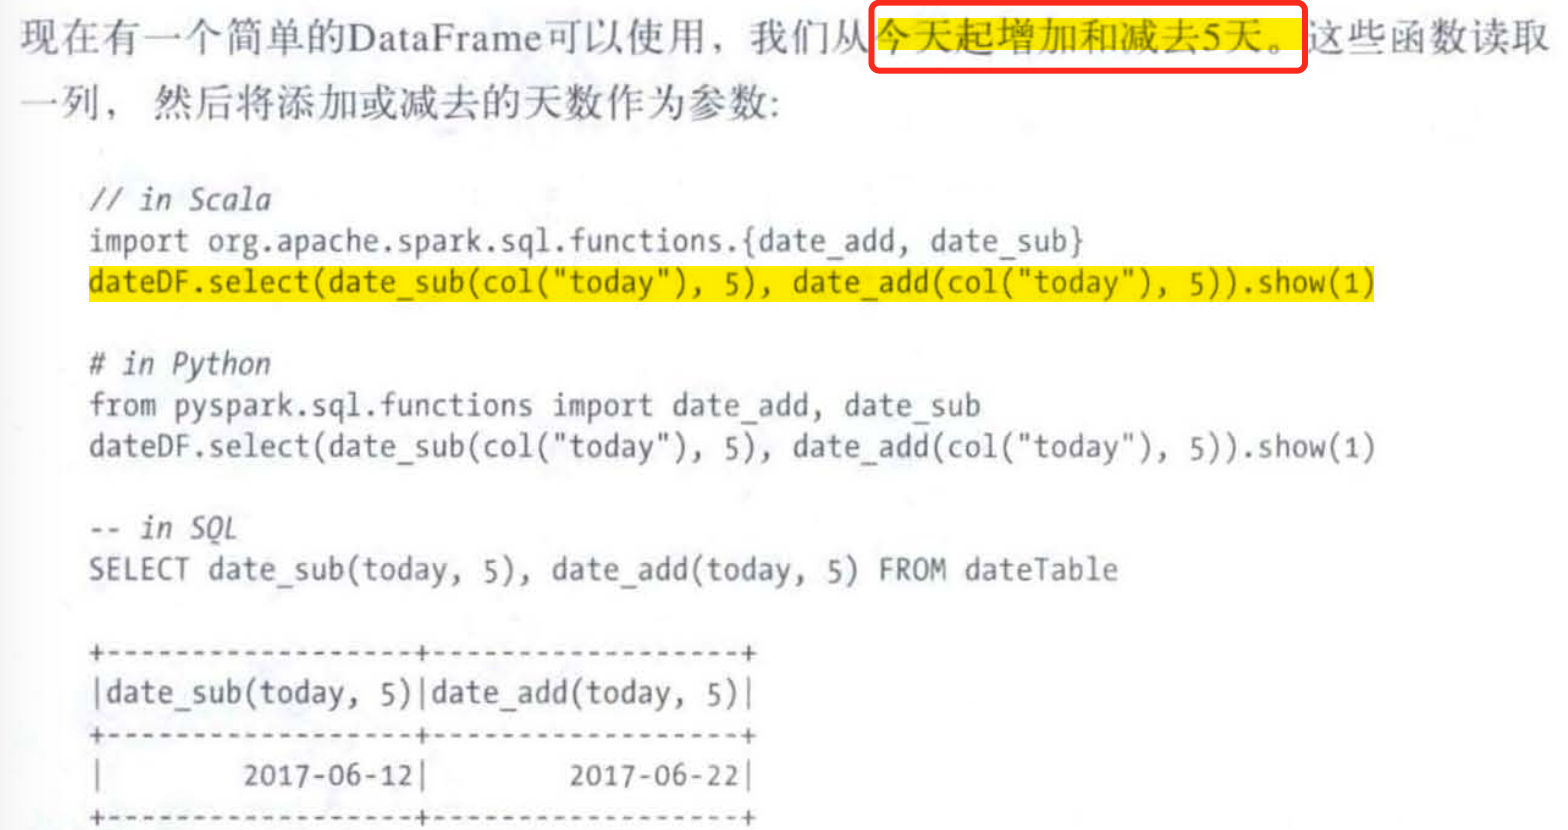 现在有一个简单的DataFrame可以使用，我们从今天起增加和减去5天。这些函数读取
一列，然后将添加或减去的天数作为参数:
// in Scala
import org.apache.spark.sql.functions.{date_add, date_sub}
dateDF.select(date_sub(col("today"), 5), date_add(col("today"), 5)).show(1)
# in Python
from pyspark.sql.functions import date_add, date_sub
dateDF.select(date_sub(col("today"), 5), date_add(col("today"), 5)).show(1)
-- in SQL
SELECT date_sub(today, 5), date_add(today, 5) FROM dateTable
+------------------+------------------+
|date_sub(today, 5)|date_add(today, 5)|
+------------------+------------------+
|        2017-06-12|        2017-06-22|
+------------------+------------------+